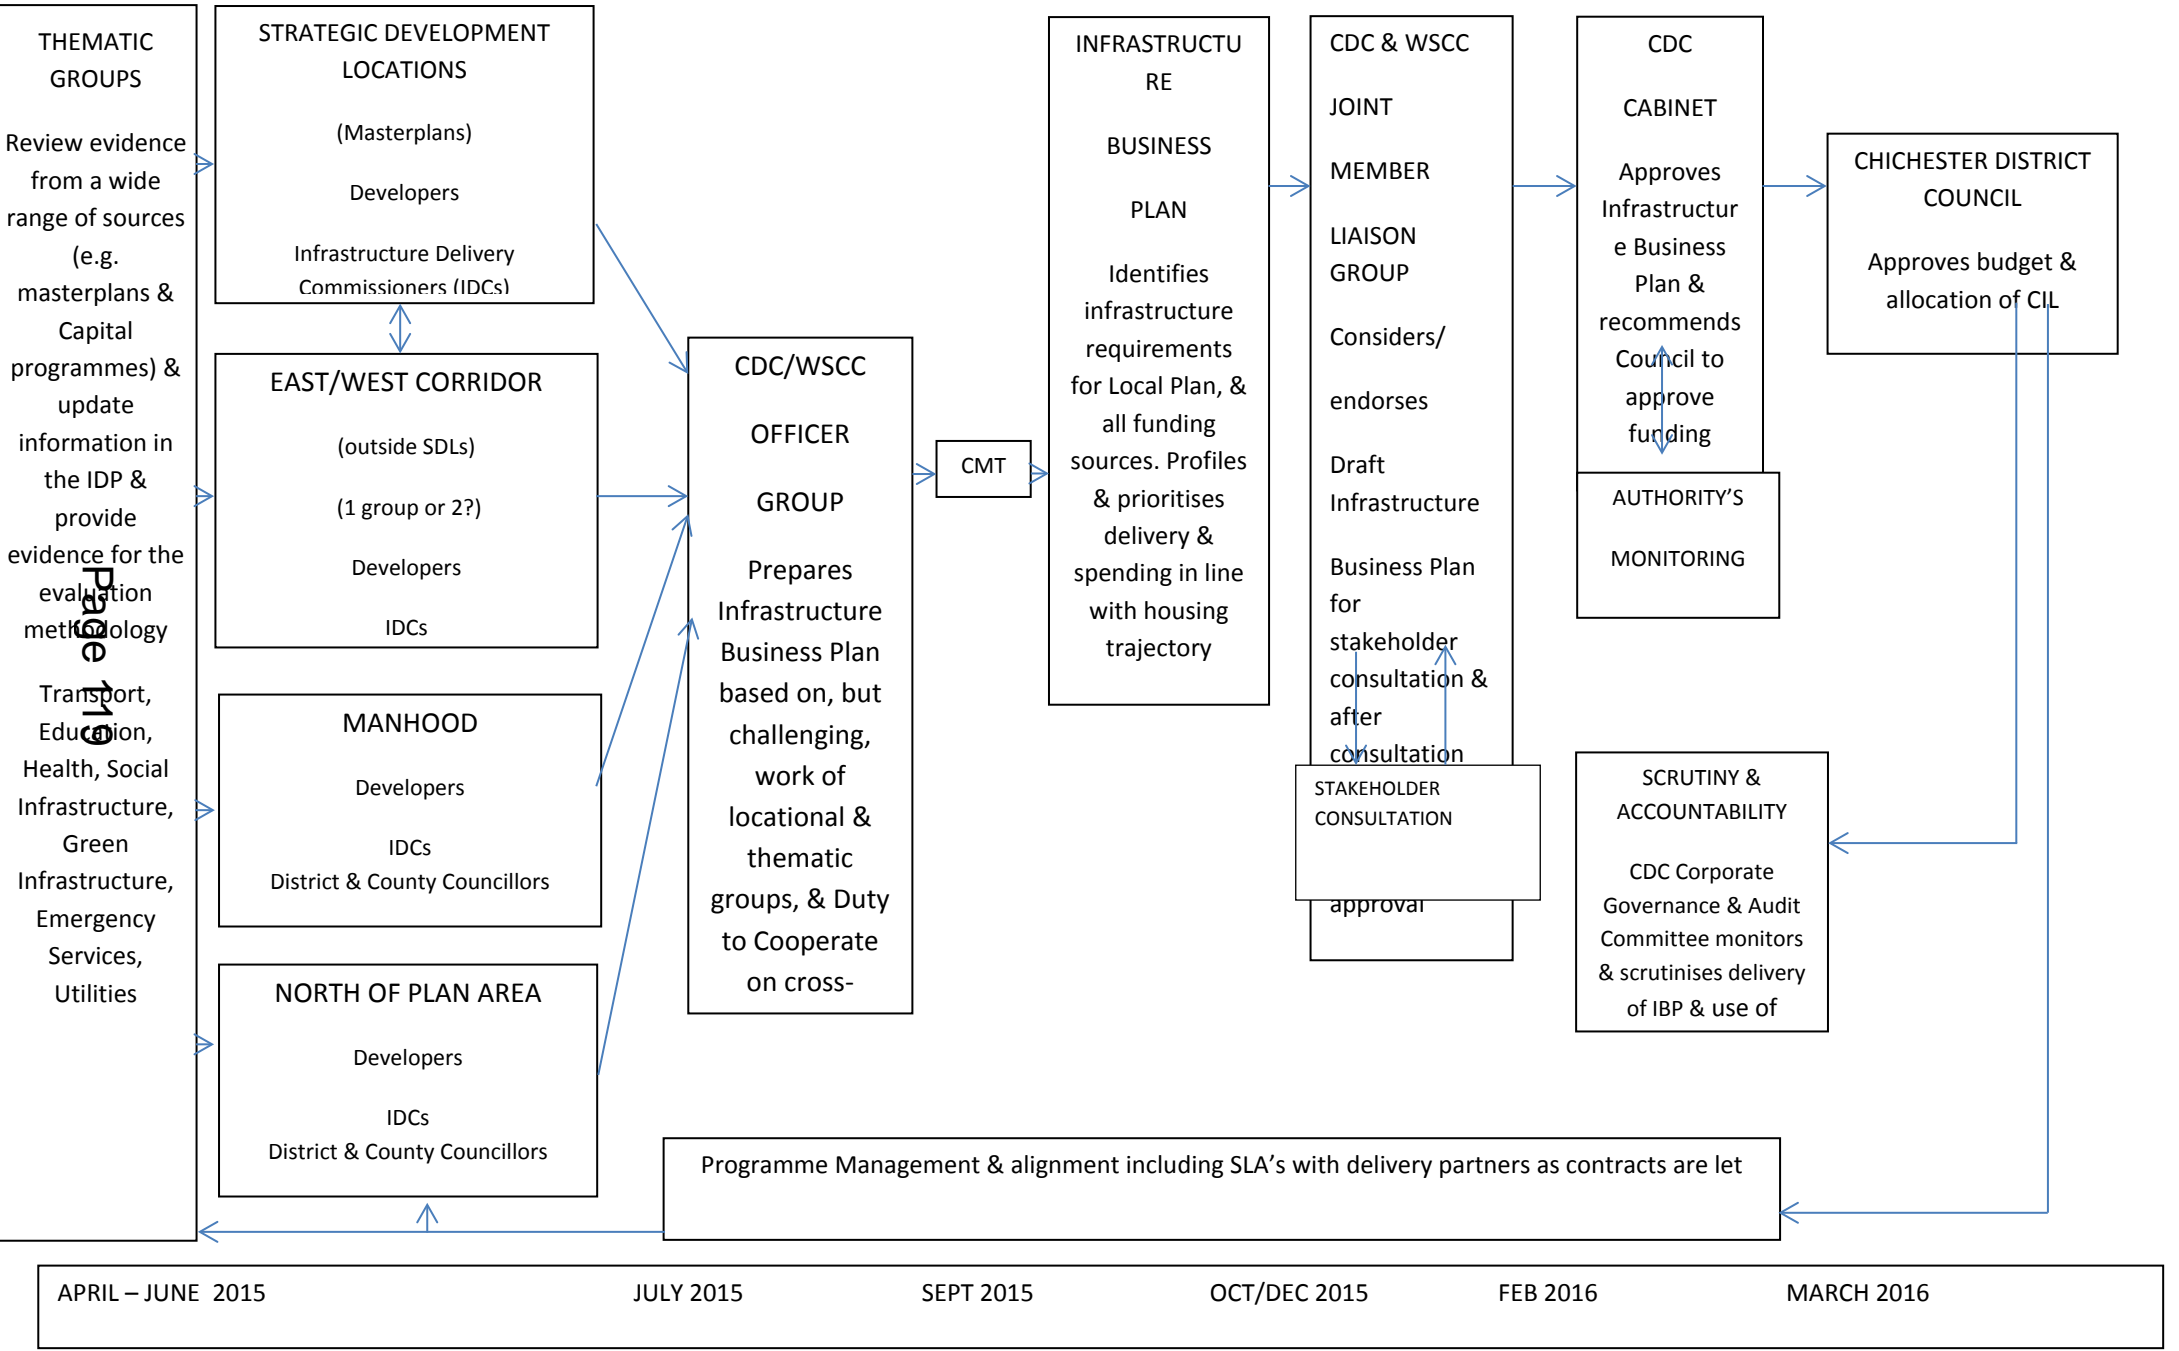 THEMATIC
GROUPS
Review evidence
from a wide
range of sources
(e.g.
masterplans &
Capital
programmes) &
update
information in
the IDP &
provide
evidence for the
evaluation
methodology
Transport,
Education,
Health, Social
Infrastructure,
Green
Infrastructure,
Emergency
Services,
Utilities
Page 119
STRATEGIC DEVELOPMENT
LOCATIONS
(Masterplans)
Developers
Infrastructure Delivery
Commissioners (IDCs)
EAST/WEST CORRIDOR
(outside SDLs)
(1 group or 2?)
Developers
IDCs
MANHOOD
Developers
IDCs
District & County Councillors
NORTH OF PLAN AREA
Developers
IDCs
District & County Councillors
CDC/WSCC
OFFICER
GROUP
Prepares
Infrastructure
Business Plan
based on, but
challenging,
work of
locational &
thematic
groups, & Duty
to Cooperate
on cross-
CMT
INFRASTRUCTU
RE
BUSINESS
PLAN
Identifies
infrastructure
requirements
for Local Plan, &
all funding
sources. Profiles
& prioritises
delivery &
spending in line
with housing
trajectory
CDC & WSCC
JOINT
MEMBER
LIAISON
GROUP
Considers/
endorses
Draft
Infrastructure
Business Plan
for
stakeholder
consultation &
after
consultation
approval
STAKEHOLDER
CONSULTATION
CDC
CABINET
Approves
Infrastructur
e Business
Plan &
recommends
Council to
approve
funding
AUTHORITY'S
MONITORING
SCRUTINY &
ACCOUNTABILITY
CDC Corporate
Governance & Audit
Committee monitors
& scrutinises delivery
of IBP & use of
CHICHESTER DISTRICT
COUNCIL
Approves budget &
allocation of CIL
Programme Management & alignment including SLA's with delivery partners as contracts are let
APRIL – JUNE 2015 JULY 2015 SEPT 2015 OCT/DEC 2015 FEB 2016 MARCH 2016